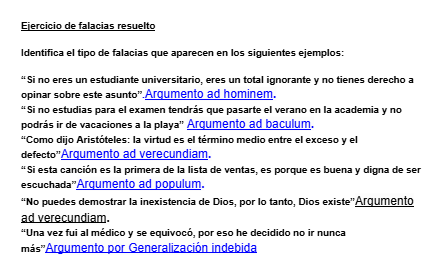 Ejercicio de falacias resuelto
Identifica el tipo de falacias que aparecen en los siguientes ejemplos:
“Si no eres un estudiante universitario, eres un total ignorante y no tienes derecho a
opinar sobre este asunto”.Argumento ad hominem.
“Si no estudias para el examen tendrás que pasarte el verano en la academia y no
podrás ir de vacaciones a la playa” Argumento ad baculum.
“Como dijo Aristóteles: la virtud es el término medio entre el exceso y el
defecto”Argumento ad verecundiam.
“Si esta canción es la primera de la lista de ventas, es porque es buena y digna de ser
escuchada”Argumento ad populum.
“No puedes demostrar la inexistencia de Dios, por lo tanto, Dios existe”Argumento
ad verecundiam.
“Una vez fui al médico y se equivocó, por eso he decidido no ir nunca
más”Argumento por Generalización indebida